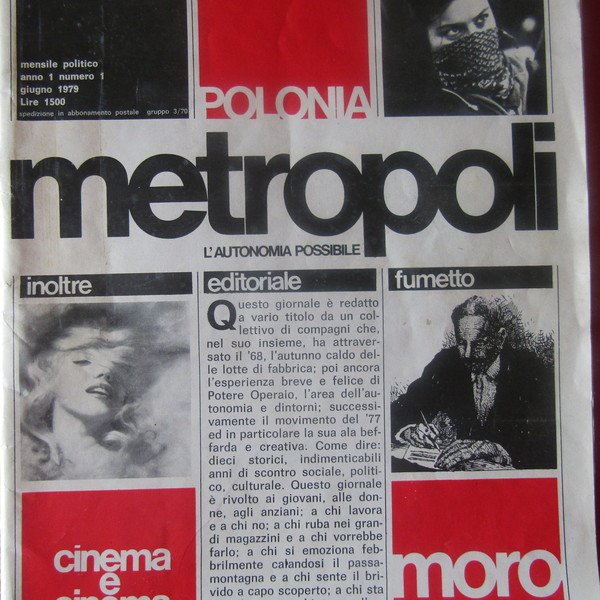 mensile politico
anno 1 numero 1
giugno 1979
Lire 1500
spedizione in abbonamento postale gruppo 3/70
POLONIA
metropoli
L'AUTONOMIA POSSIBILE
inoltre
editoriale
Questo giornale è redatto
a vario titolo da un col-
lettivo di compagni che,
nel suo insieme, ha attraver-
sato il '68, l'autunno caldo del-
le lotte di fabbrica; poi ancora
l'esperienza breve e felice di
Potere Operaio, l'area dell'au-
tonomia e dintorni; successi-
vamente il movimento del '77
ed in particolare la sua ala bef-
farda e creativa. Come dire:
dieci storici, indimenticabili
anni di scontro sociale, politi-
co, culturale. Questo giornale
è rivolto ai giovani, alle don-
ne, agli anziani; a chi lavora
e a chi no; a chi ruba nei gran-
di magazzini e a chi vorrebbe
farlo; a chi si emoziona feb-
brilmente calandosi il passa-
montagna e a chi sente il bri-
vido a capo scoperto; a chi sta
fumetto
cinema
e
cinema
moro